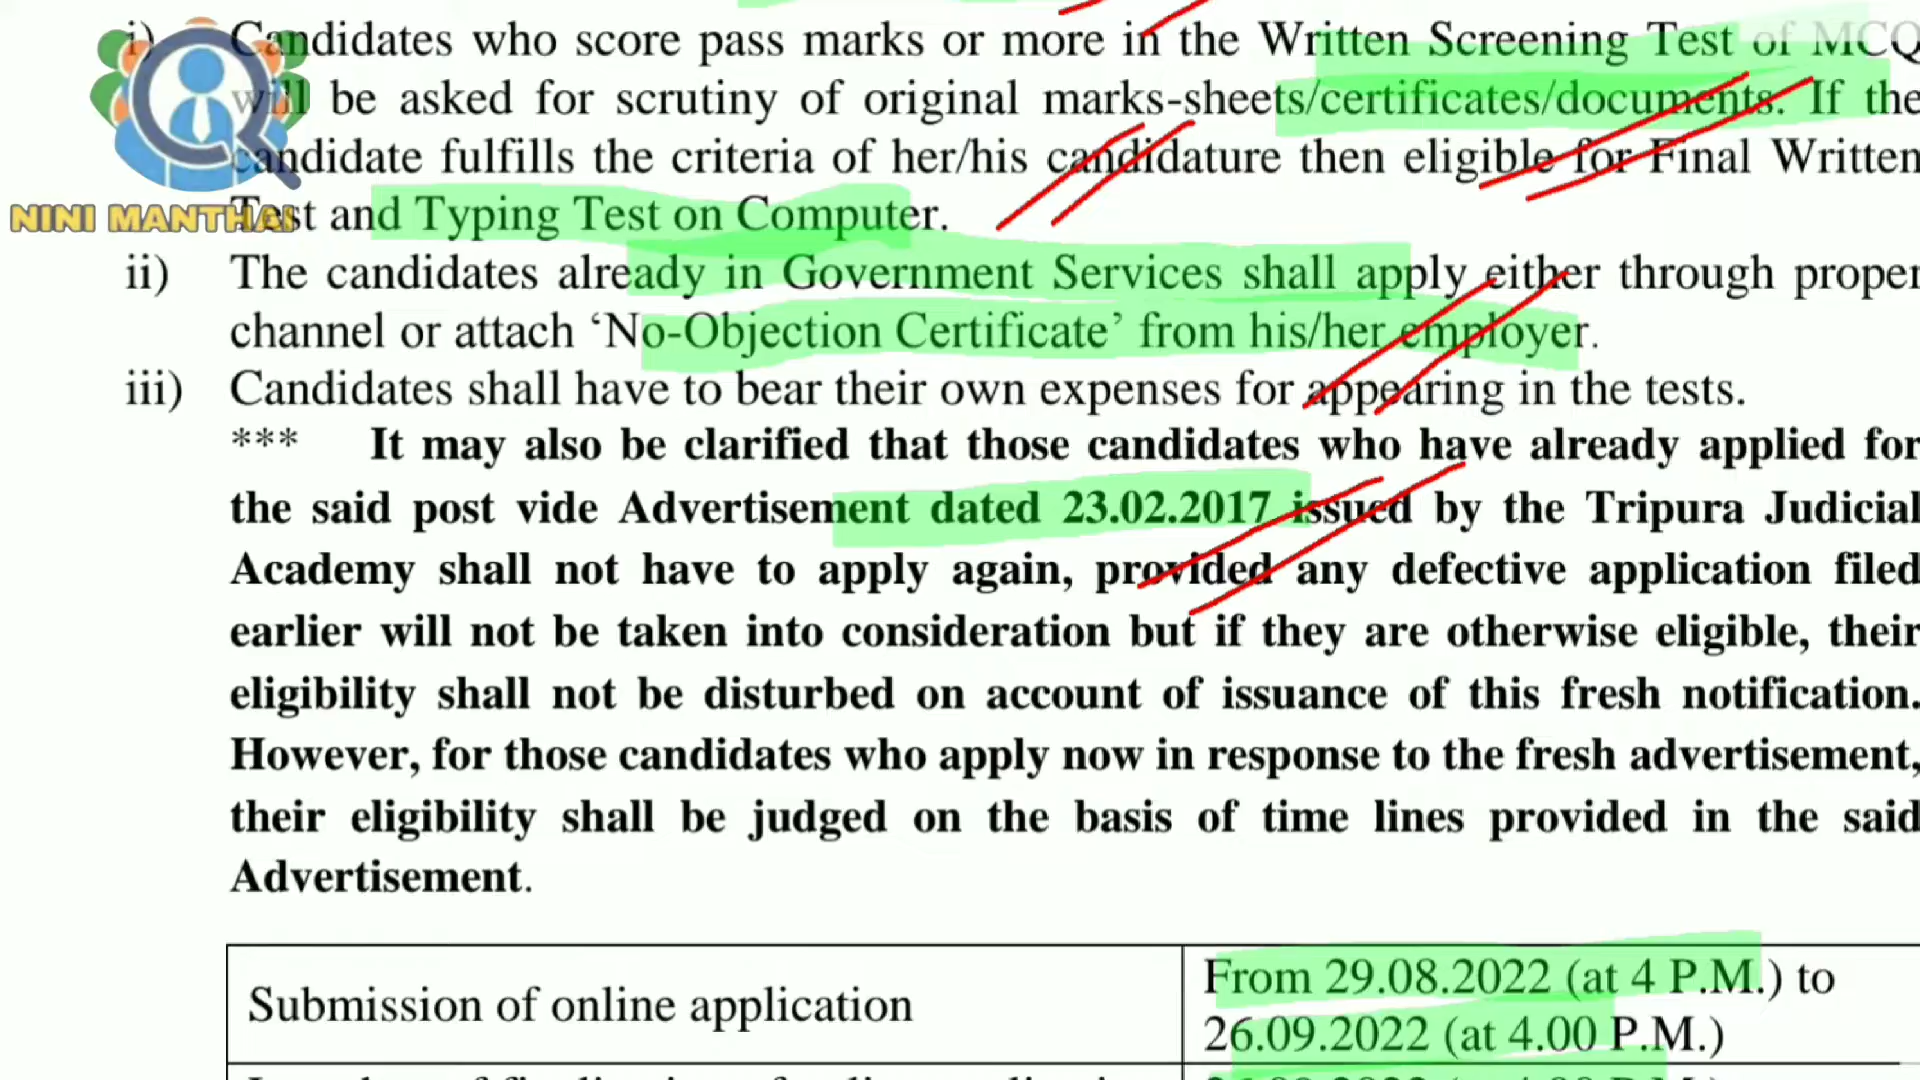 i) Candidates who score pass marks or more in the Written Screening Test of MCQ
will be asked for scrutiny of original marks-sheets/certificates/documents. If the
candidate fulfills the criteria of her/his candidature then eligible for Final Written
Test and Typing Test on Computer.
NINI MANTHAI
ii) The candidates already in Government Services shall apply either through proper
channel or attach ‘No-Objection Certificate’ from his/her employer.
iii) Candidates shall have to bear their own expenses for appearing in the tests.
*** It may also be clarified that those candidates who have already applied for
the said post vide Advertisement dated 23.02.2017 issued by the Tripura Judicial
Academy shall not have to apply again, provided any defective application filed
earlier will not be taken into consideration but if they are otherwise eligible, their
eligibility shall not be disturbed on account of issuance of this fresh notification.
However, for those candidates who apply now in response to the fresh advertisement,
their eligibility shall be judged on the basis of time lines provided in the said
Advertisement.
Submission of online application
From 29.08.2022 (at 4 P.M.) to
26.09.2022 (at 4.00 P.M.)